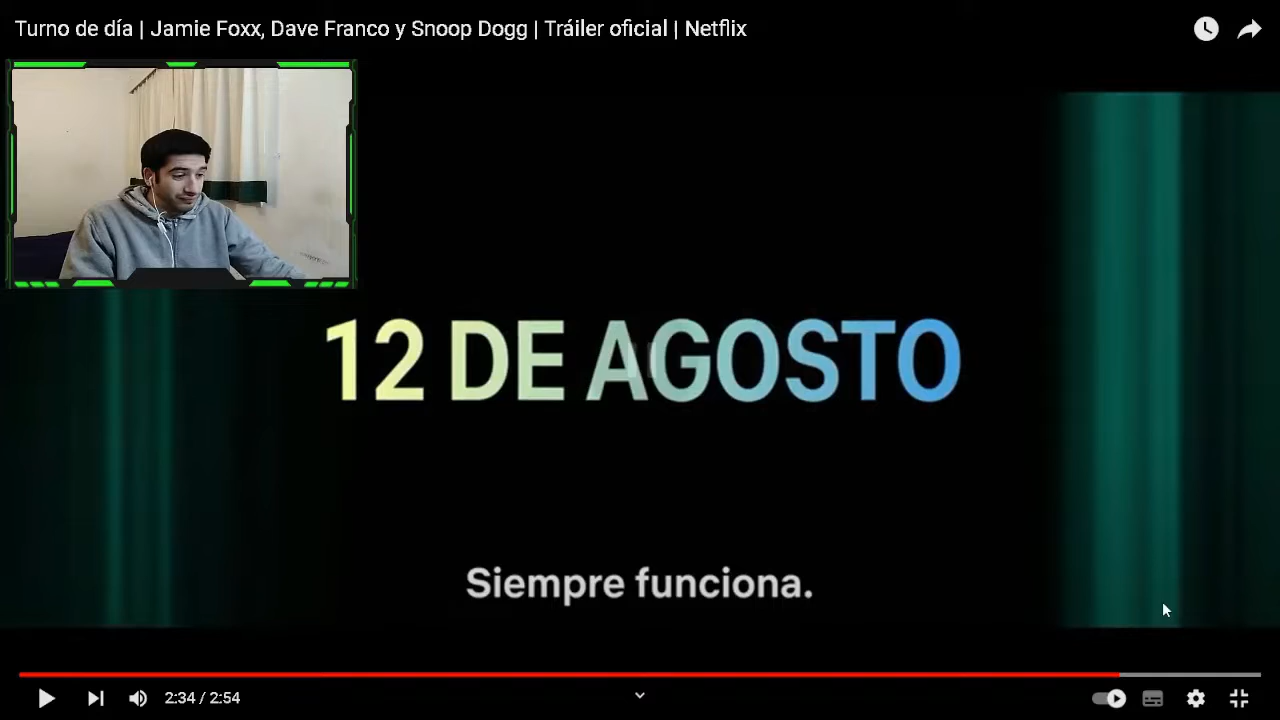 Turno de día | Jamie Foxx, Dave Franco y Snoop Dogg | Tráiler oficial | Netflix
12 DE AGOSTO
Siempre funciona.
2:34 / 2:54